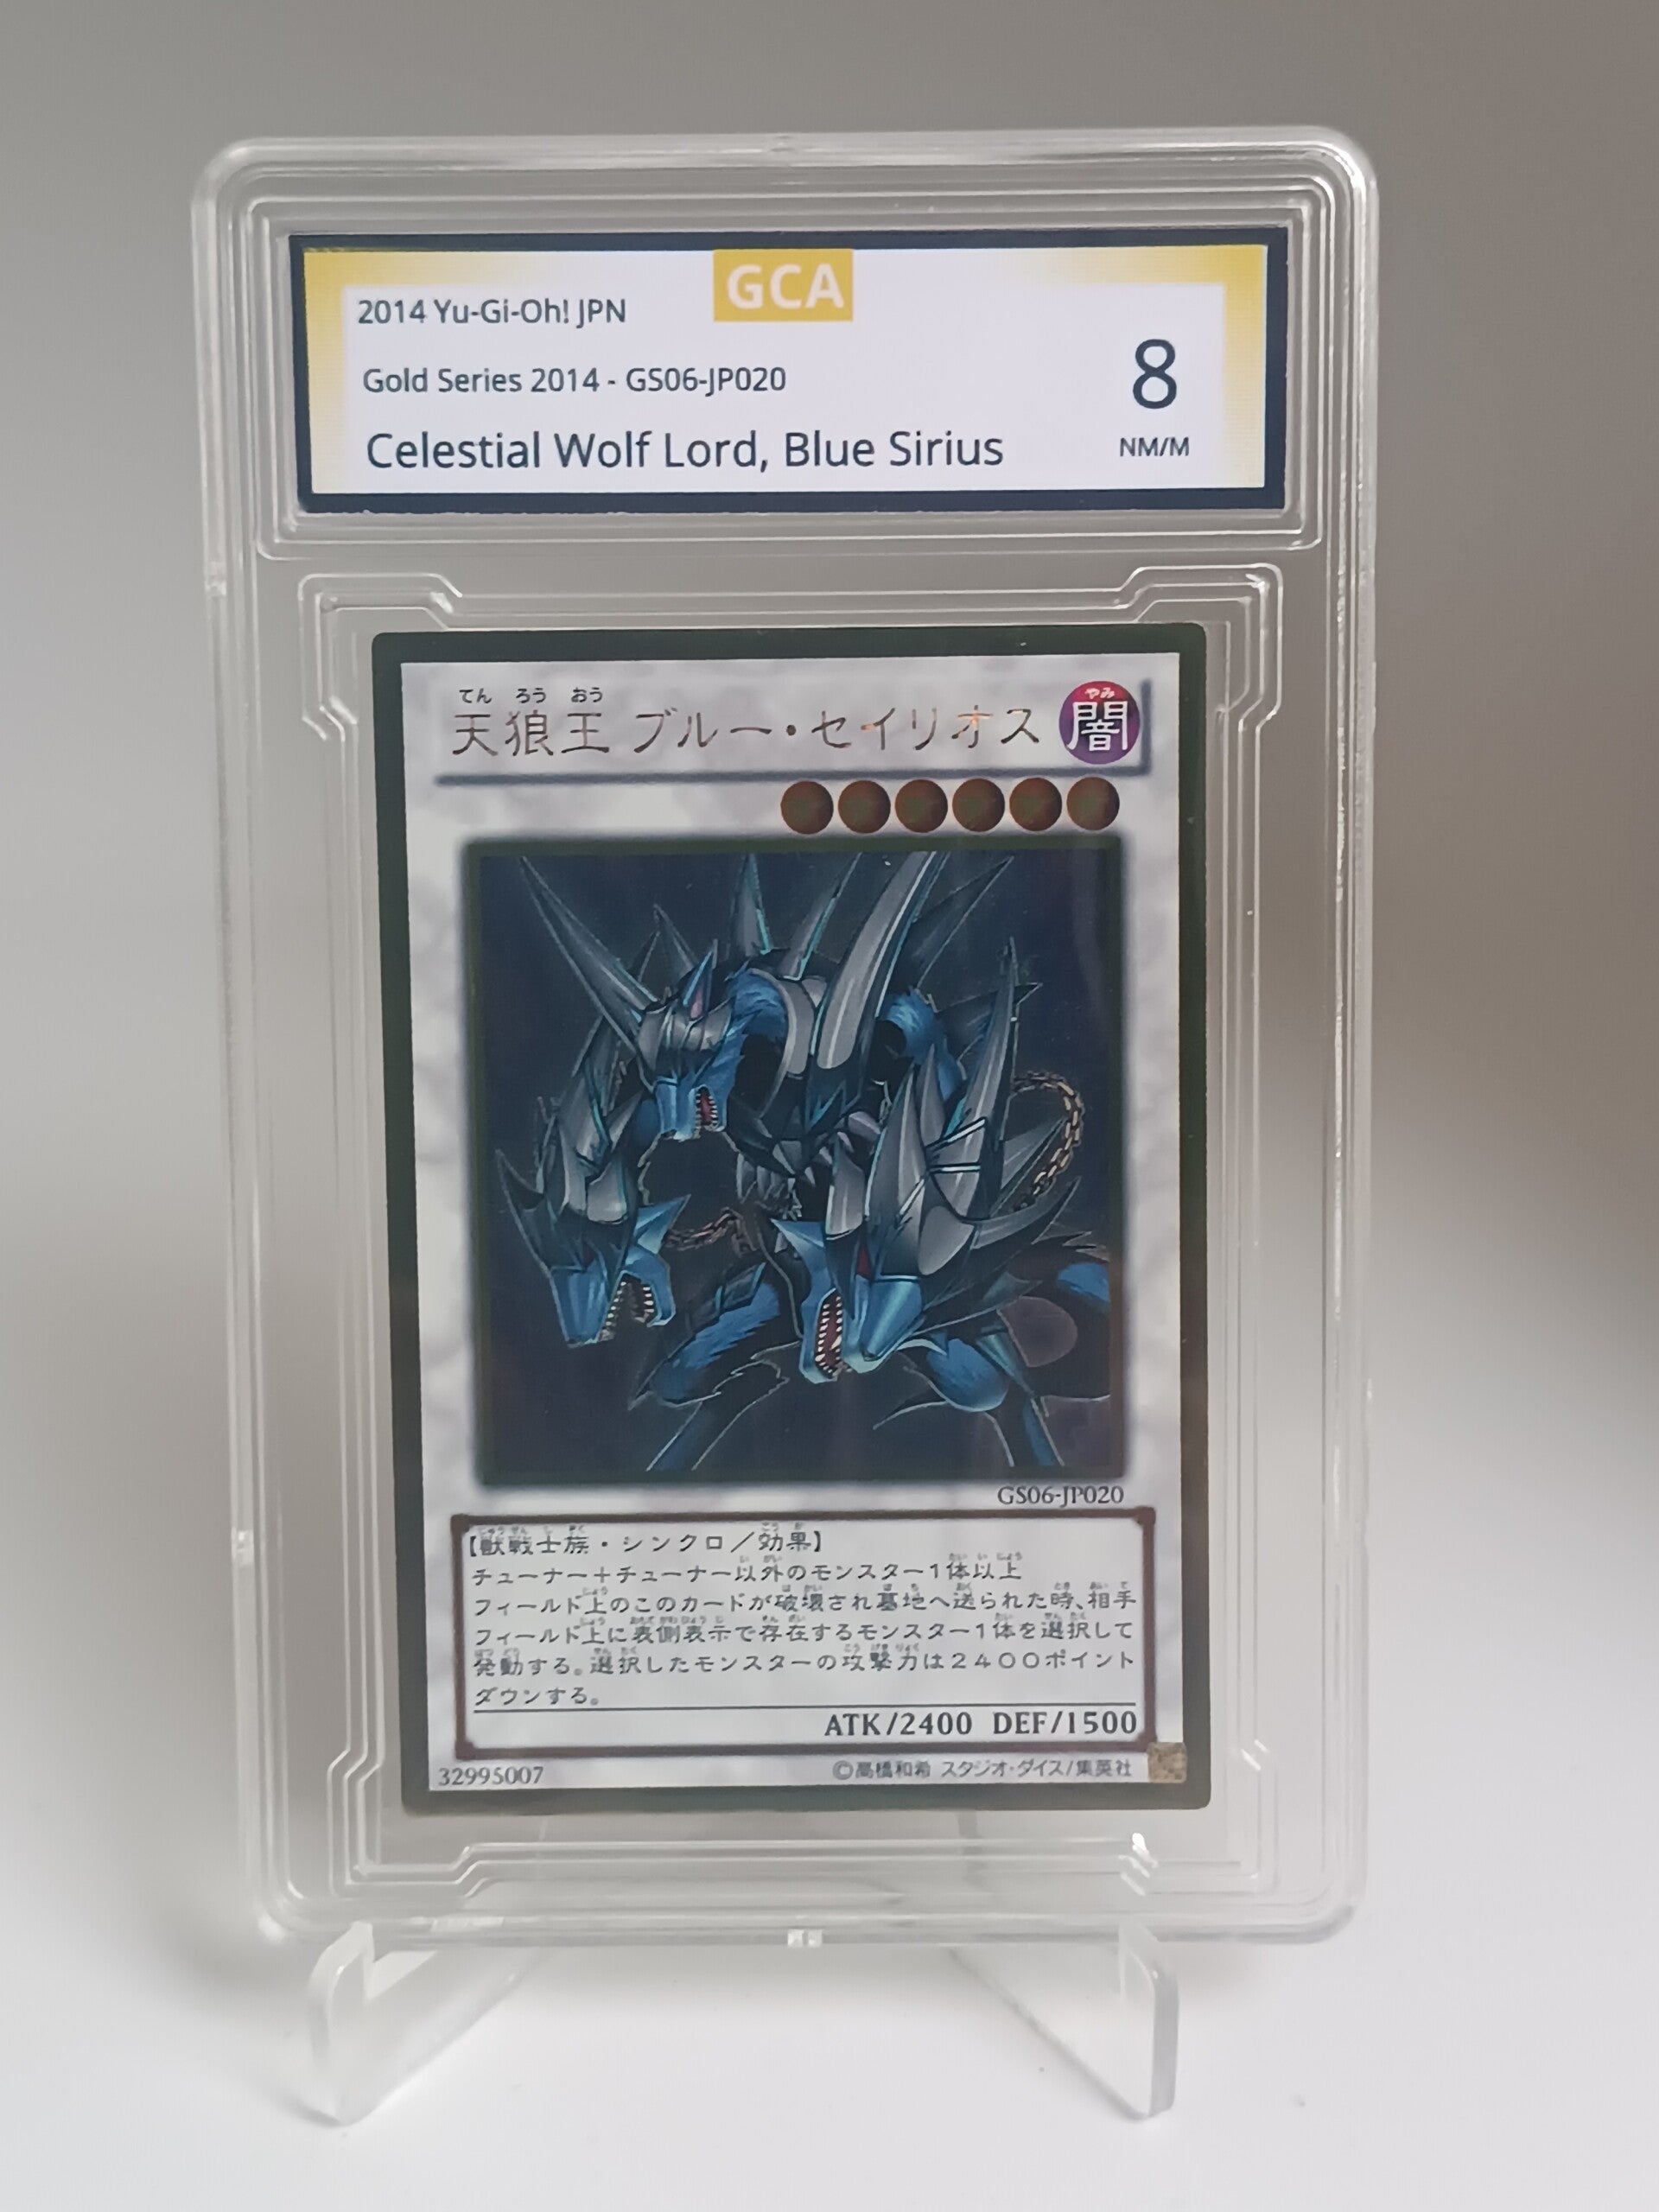 GCA
2014 Yu-Gi-Oh! JPN
Gold Series 2014 - GS06-JP020
8
Celestial Wolf Lord, Blue Sirius
NM/M
てん ろう おう
天狼王 ブルー・セイリオス
やみ
闇
GS06-JP020
【獣戦士族・シンクロ／効果】
チューナー＋チューナー以外のモンスター１体以上
フィールド上のこのカードが破壊され墓地へ送られた時、相手
フィールド上に表側表示で存在するモンスター１体を選択して
発動する。選択したモンスターの攻撃力は２４００ポイント
ダウンする。
ATK/2400 DEF/1500
32995007
©高橋和希 スタジオ・ダイス/集英社